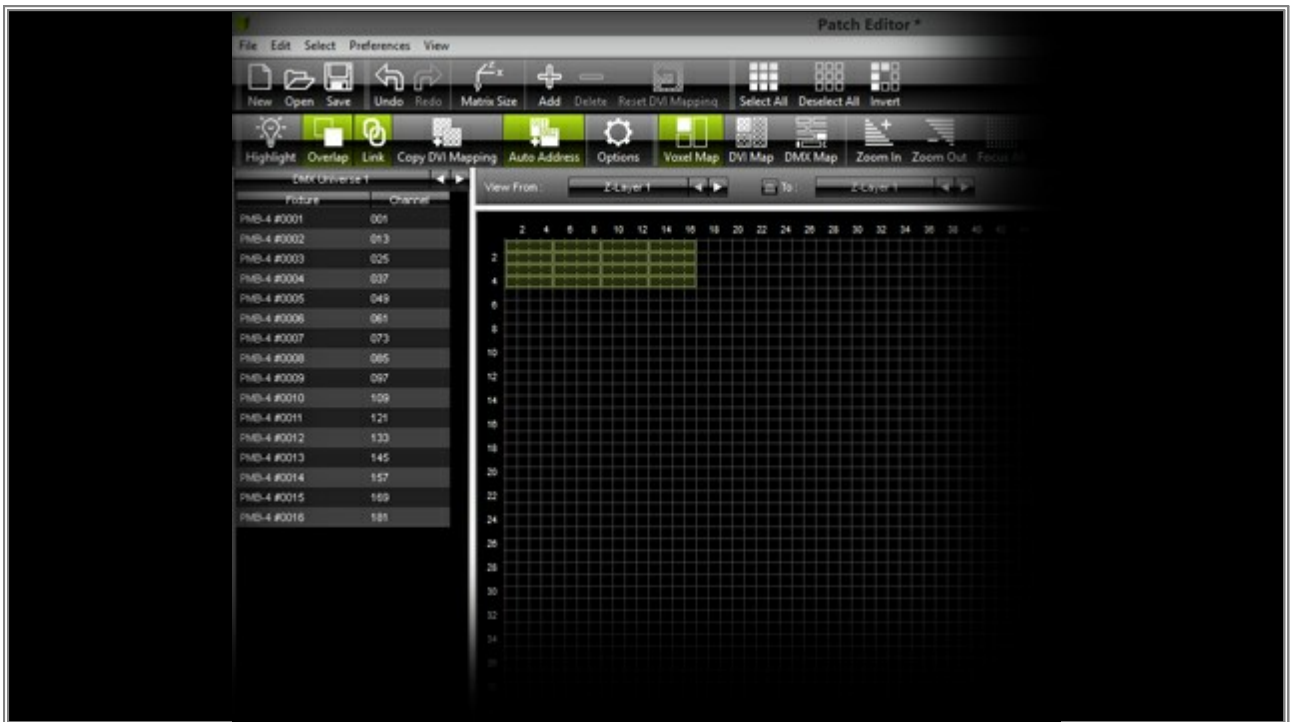 Patch Editor *
File Edit Select Preferences View
New Open Save Undo Redo Matrix Size Add Delete Reset DVI Mapping Select All Deselect All Invert
Highlight Overlap Link Copy DVI Mapping Auto Address Options Voxel Map DVI Map DMX Map Zoom In Zoom Out Focus
DMX Universe 1
View From: Z-Layer 1 To: Z-Layer 1
Fixture Channel
PMB-4 #0001 001
PMB-4 #0002 013
PMB-4 #0003 025
PMB-4 #0004 037
PMB-4 #0005 049
PMB-4 #0006 061
PMB-4 #0007 073
PMB-4 #0008 085
PMB-4 #0009 097
PMB-4 #0010 109
PMB-4 #0011 121
PMB-4 #0012 133
PMB-4 #0013 145
PMB-4 #0014 157
PMB-4 #0015 169
PMB-4 #0016 181
2 4 6 8 10 12 14 16 18 20 22 24 26 28 30 32 34 36 38 40
2
4
6
8
10
12
14
16
18
20
22
24
26
28
30
32
34